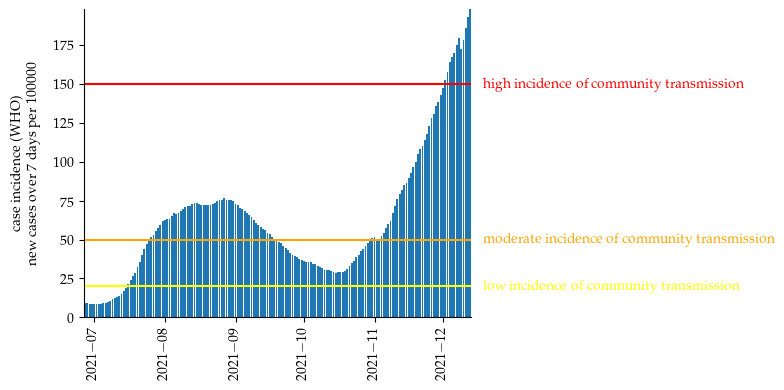 case incidence (WHO)
new cases over 7 days per 100000
175
150
125
100
75
50
25
0
high incidence of community transmission
moderate incidence of community transmission
low incidence of community transmission
2021−07
2021−08
2021−09
2021−10
2021−11
2021−12